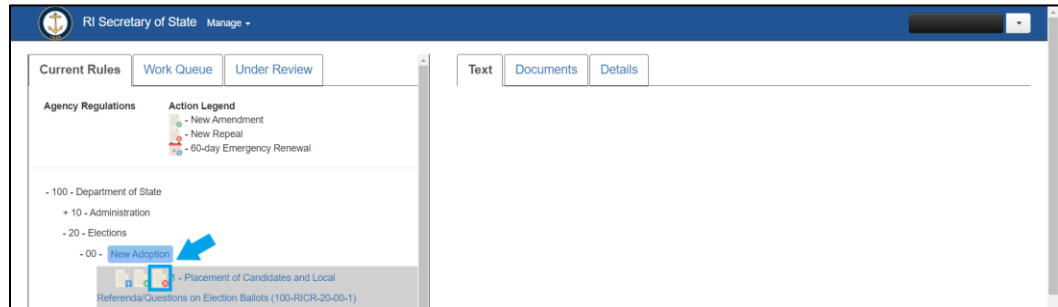 RI Secretary of State Manage
Current Rules Work Queue Under Review
Text Documents Details
Agency Regulations Action Legend
- New Amendment
- New Repeal
- 60-day Emergency Renewal
- 100 - Department of State
+ 10 - Administration
- 20 - Elections
- 00 - New Adoption
1 - Placement of Candidates and Local
Referenda/Questions on Election Ballots (100-RICR-20-00-1)